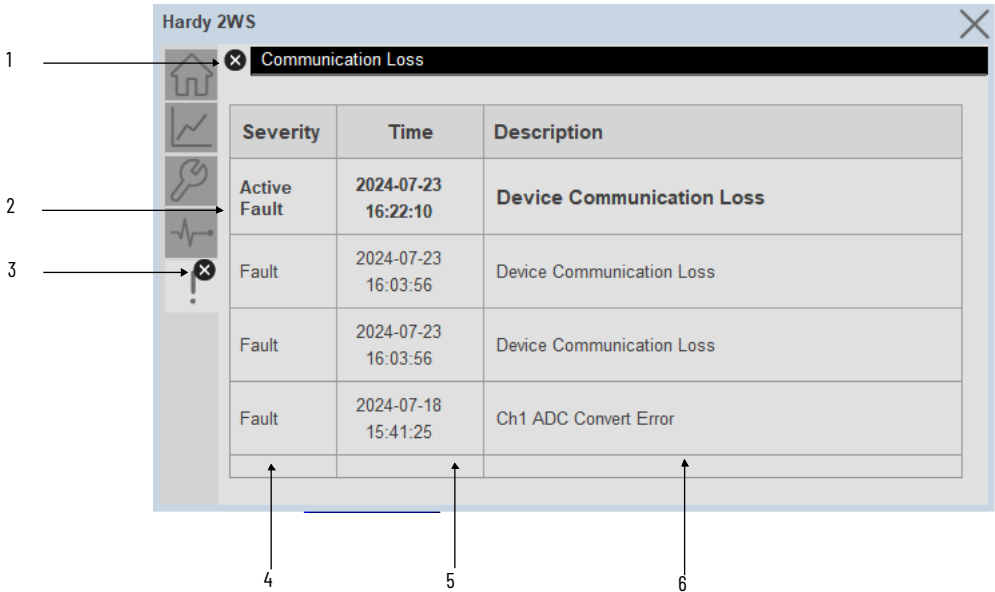 Hardy 2WS
1
Communication Loss
Severity Time Description
Active
Fault
2024-07-23
16:22:10
Device Communication Loss
2
3
Fault
2024-07-23
16:03:56
Device Communication Loss
Fault
2024-07-23
16:03:56
Device Communication Loss
Fault
2024-07-18
15:41:25
Ch1 ADC Convert Error
4 5 6